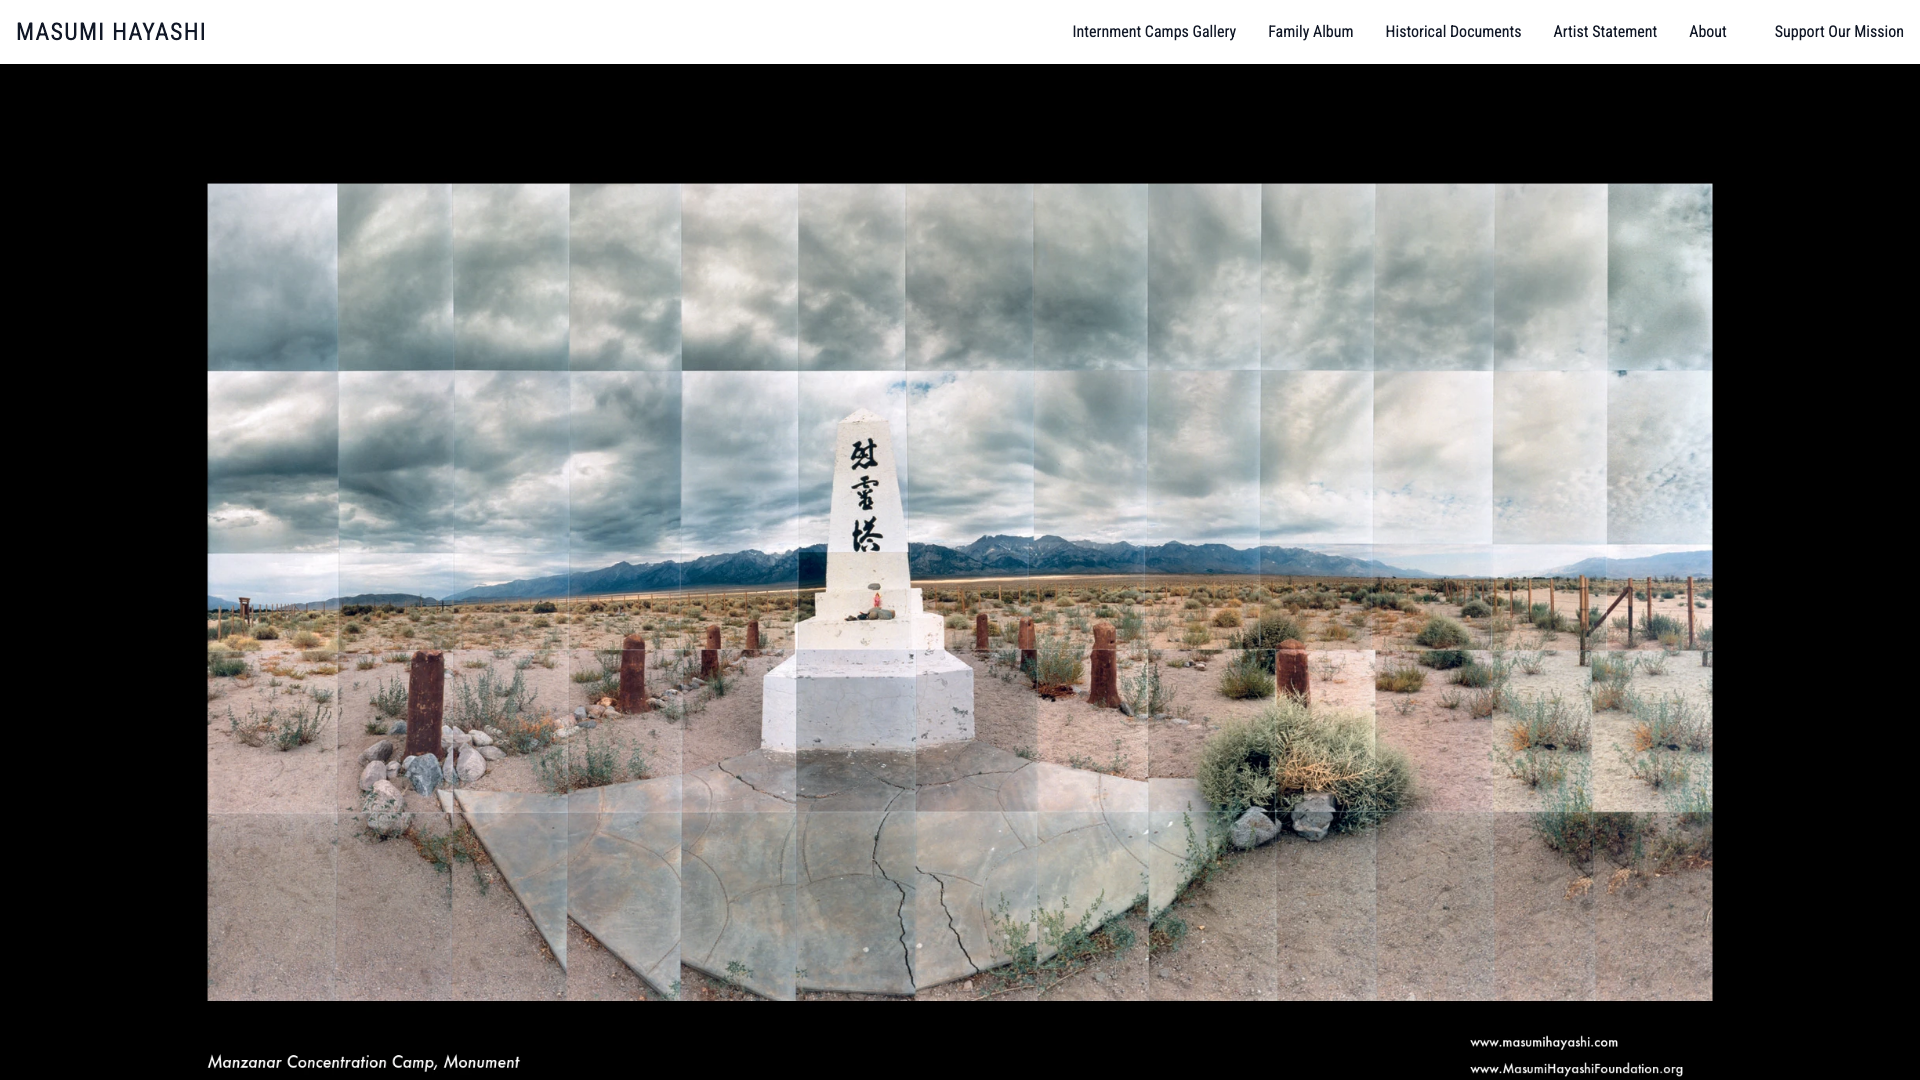 MASUMI HAYASHI
Internment Camps Gallery
Family Album
Historical Documents
Artist Statement
About
Support Our Mission
慰
霊
塔
Manzanar Concentration Camp, Monument
www.masumihayashi.com
www.MasumiHayashiFoundation.org